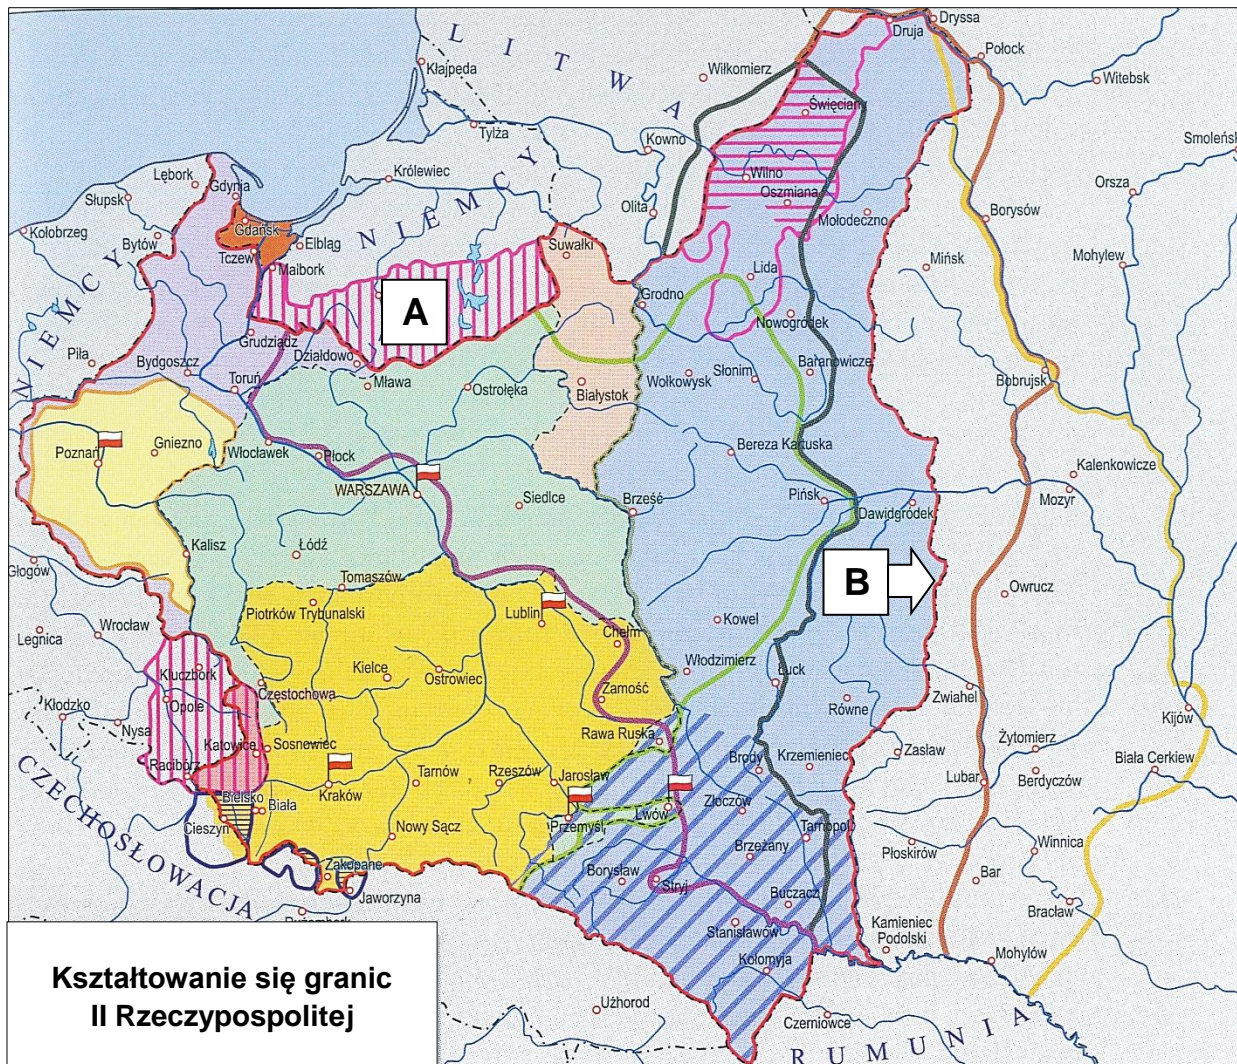 LITWA
Dryssa
Druja
Połock
Kłajpeda
Wiłkomierz
Witebsk
Święciany
Tylża
Kowno
Smoleńsk
Królewiec
Wilno
Lębork
Gdynia
Słupsk
Orsza
Oszmiana
Olita
Mołodeczno
Borysów
Kołobrzeg
Bytów
Gdańsk
Elbląg
NIEMCY
Suwałki
Tczew
Malbork
Mińsk
Mohylew
NIEMCY
Lida
Grodno
A
Nowogródek
Grudziądz
Działdowo
Piła
Bydgoszcz
Toruń
Mława
Ostrołęka
Białystok
Wołkowysk
Słonim
Baranowicze
Bobrujsk
Poznań
Gniezno
Włocławek
Płock
Bereza Kartuska
Kalenkowicze
WARSZAWA
Siedlce
Brześć
Pińsk
Mozyr
Dawidgródek
Kalisz
Łódź
Głogów
Tomaszów
B
Owrucz
Piotrków Trybunalski
Lublin
Legnica
Wrocław
Kowel
Chełm
Kluczbork
Kielce
Ostrowiec
Włodzimierz
Łuck
Częstochowa
Zamość
Zwiahel
Kłodzko
Opole
Nysa
Równe
Kijów
Rawa Ruska
Katowice
Sosnowiec
Brody
Krzemieniec
Zasław
Żytomierz
Biała Cerkiew
Racibórz
Kraków
Tarnów
Rzeszów
Jarosław
Lubar
Berdyczów
CZECHOSŁOWACJA
Bielsko
Biała
Lwów
Złoczów
Cieszyn
Przemyśl
Tarnopol
Nowy Sącz
Płoskirów
Winnica
Brzeżany
Borysław
Stryj
Bar
Zakopane
Jaworzyna
Buczacz
Bracław
Stanisławów
Kamieniec
Podolski
Mohylów
Kołomyja
Kształtowanie się granic
II Rzeczypospolitej
Użhorod
Czerniowce
RUMUNIA